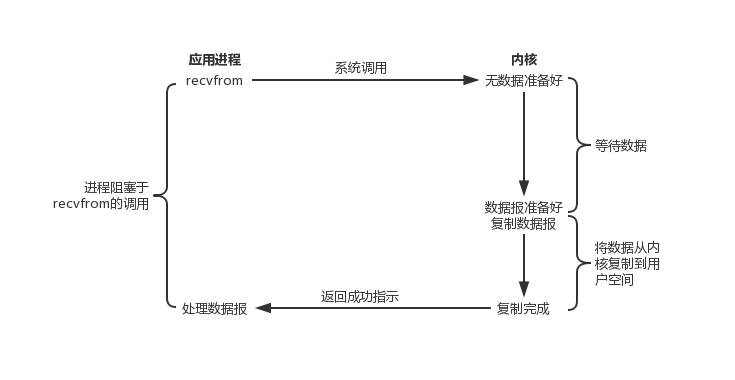 应用进程
内核
系统调用
recvfrom
无数据准备好
等待数据
进程阻塞于
recvfrom的调用
数据报准备好
复制数据报
将数据从内
核复制到用
户空间
返回成功指示
处理数据报
复制完成